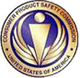 CONSUMER PRODUCT SAFETY COMMISSION
UNITED STATES OF AMERICA